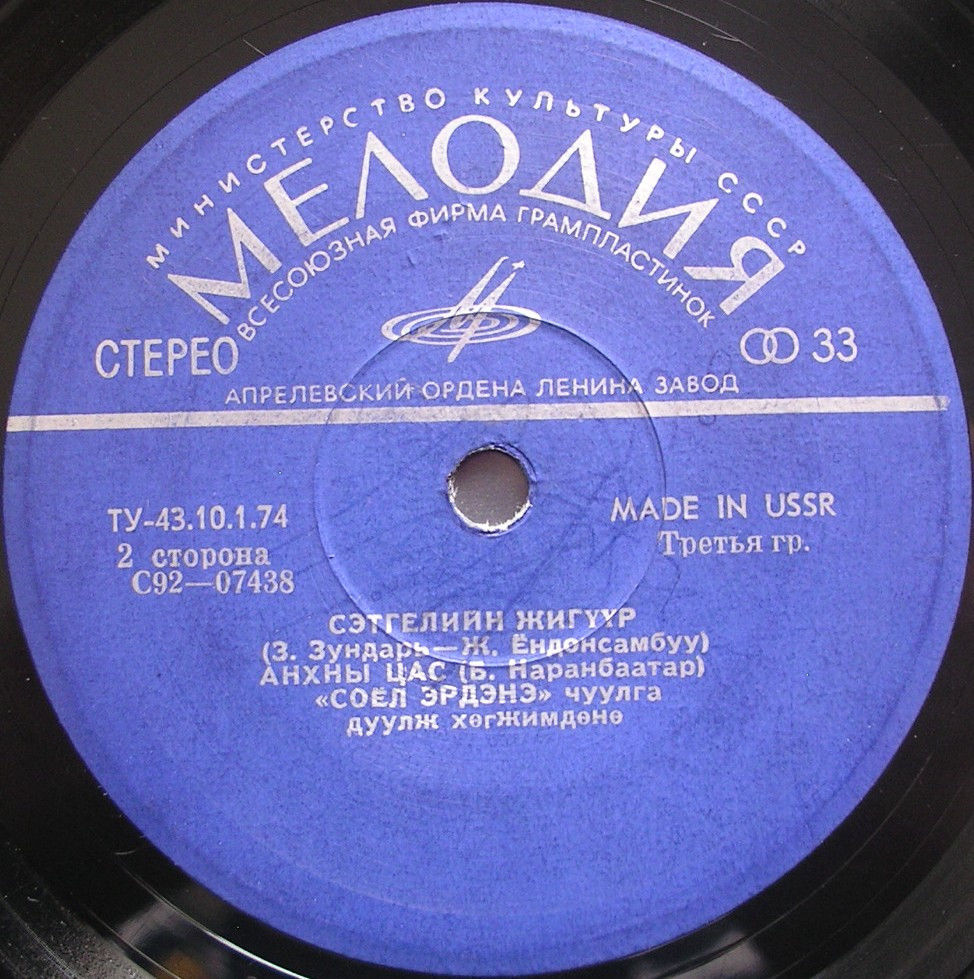 МИНИСТЕРСТВО КУЛЬТУРЫ СССР
МЕЛОДИЯ
ВСЕСОЮЗНАЯ ФИРМА ГРАМПЛАСТИНОК
СТЕРЕО
33
АПРЕЛЕВСКИЙ ОРДЕНА ЛЕНИНА ЗАВОД
ТУ-43.10.1.74
MADE IN USSR
2 сторона
Третья гр.
С92—07438
СЭТГЕЛИЙН ЖИГҮҮР
(З. Зундарь—Ж. Ёндонсамбуу)
АНХНЫ ЦАС (Б. Наранбаатар)
«СОЁЛ ЭРДЭНЭ» чуулга
дуулж хөгжимдөнө